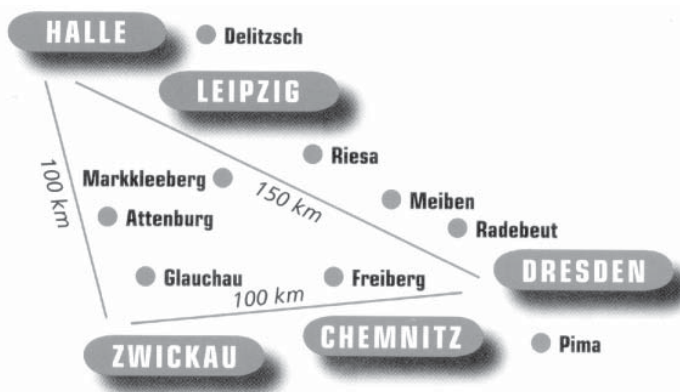 HALLE
Delitzsch
LEIPZIG
Riesa
Markkleeberg
150 km
100 km
Meiben
Attenburg
Radebeut
Glauchau
Freiberg
DRESDEN
100 km
CHEMNITZ
ZWICKAU
Pima